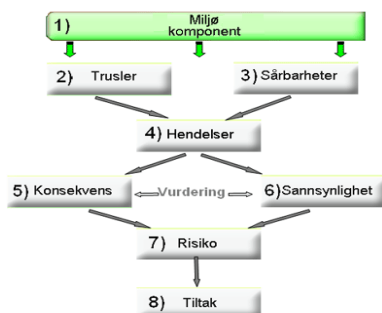 1) Miljø
komponent
2) Trusler
3) Sårbarheter
4) Hendelser
5) Konsekvens
Vurdering
6) Sannsynlighet
7) Risiko
8) Tiltak